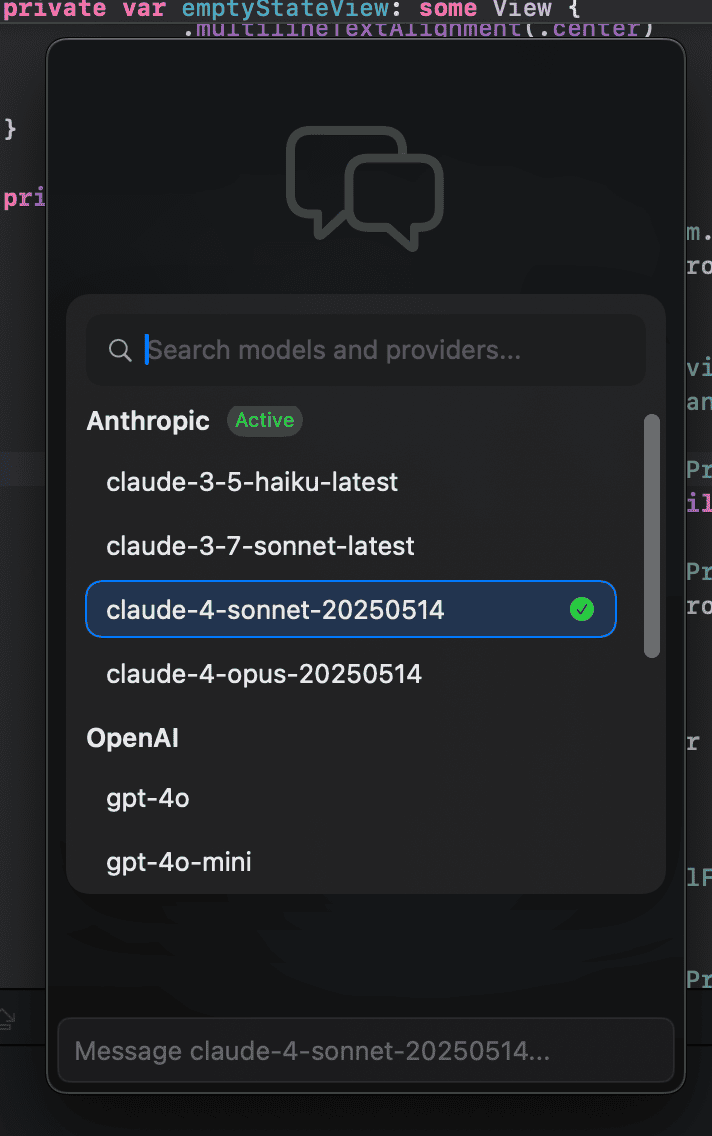 private var emptyStateView: some View {
.multilineTextAlignment(.center)
}
pri
m.
ro
Search models and providers...
vi
an
Anthropic Active
Pr
claude-3-5-haiku-latest
il
claude-3-7-sonnet-latest
Pr
claude-4-sonnet-20250514
ro
claude-4-opus-20250514
OpenAI
r
gpt-4o
gpt-4o-mini
lF
Pr
Message claude-4-sonnet-20250514...